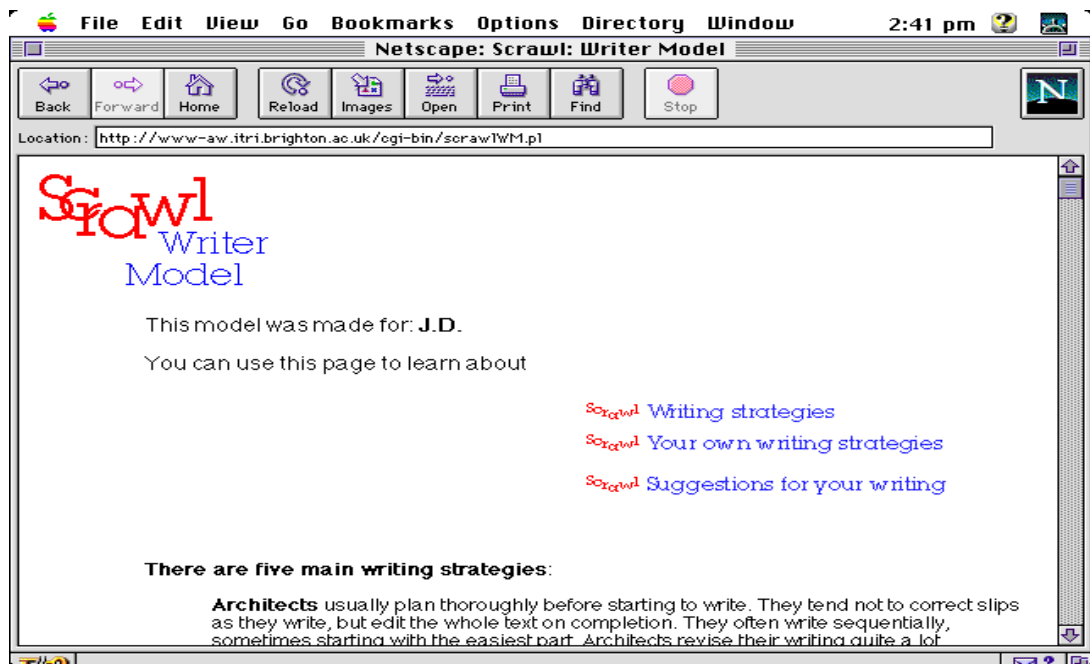 File Edit View Go Bookmarks Options Directory Window 2:41 pm
Netscape: Scrawl: Writer Model
Back Forward Home Reload Images Open Print Find Stop
N
Location: http://www-aw.itri.brighton.ac.uk/cgi-bin/scrawlWM.pl
Scrawl
Writer
Model
This model was made for: J.D.
You can use this page to learn about
Scrawl Writing strategies
Scrawl Your own writing strategies
Scrawl Suggestions for your writing
There are five main writing strategies:
Architects usually plan thoroughly before starting to write. They tend not to correct slips
as they write, but edit the whole text on completion. They often write sequentially,
sometimes starting with the easiest part. Architects revise their writing quite a lot